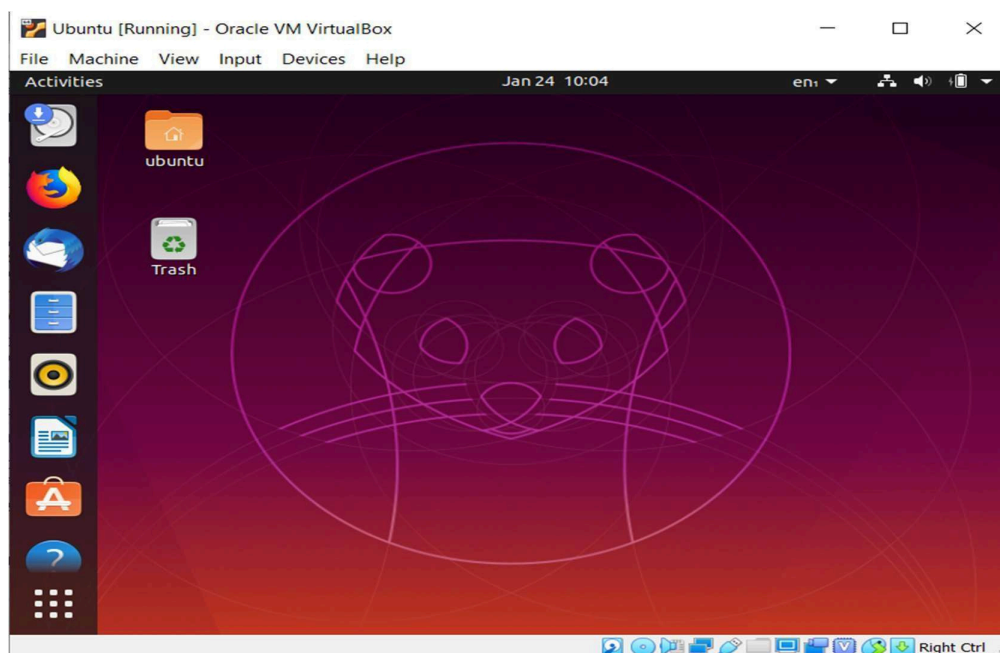 Ubuntu [Running] - Oracle VM VirtualBox
File Machine View Input Devices Help
Activities Jan 24 10:04 en₁
ubuntu
Trash
Right Ctrl